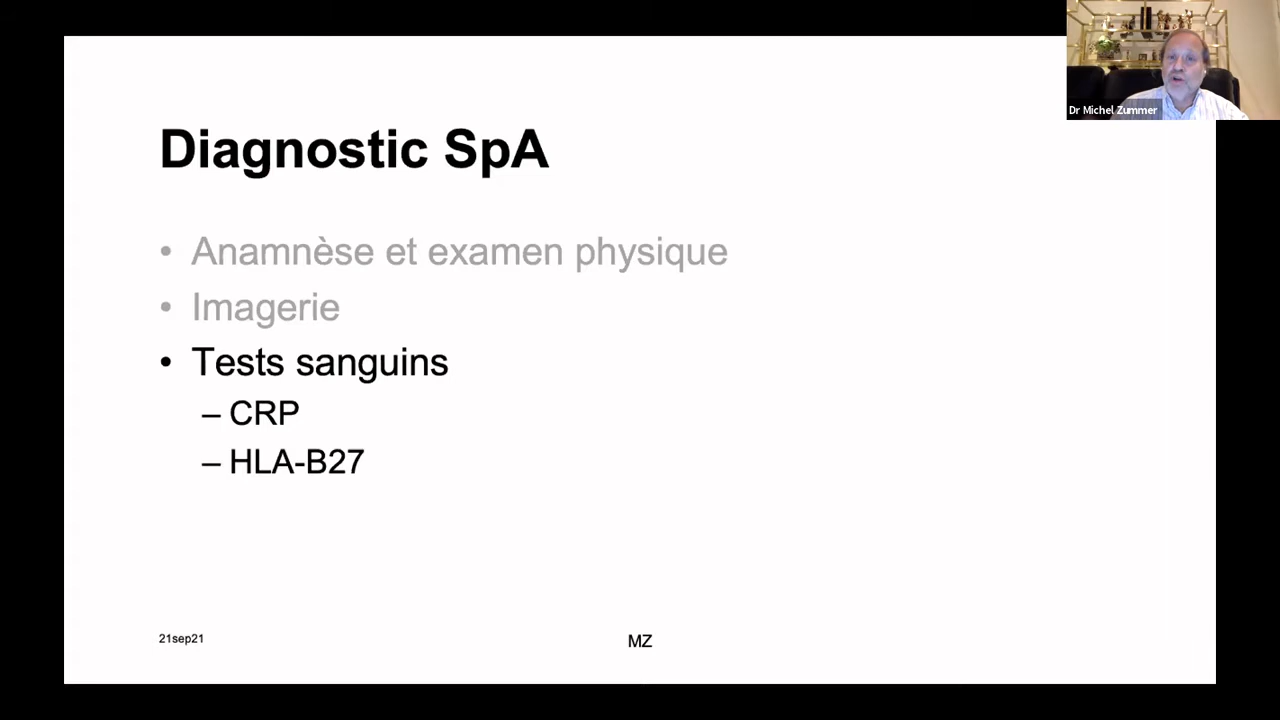 Dr Michel Zummer
Diagnostic SpA
• Anamnèse et examen physique
• Imagerie
• Tests sanguins
– CRP
– HLA-B27
21sep21
MZ